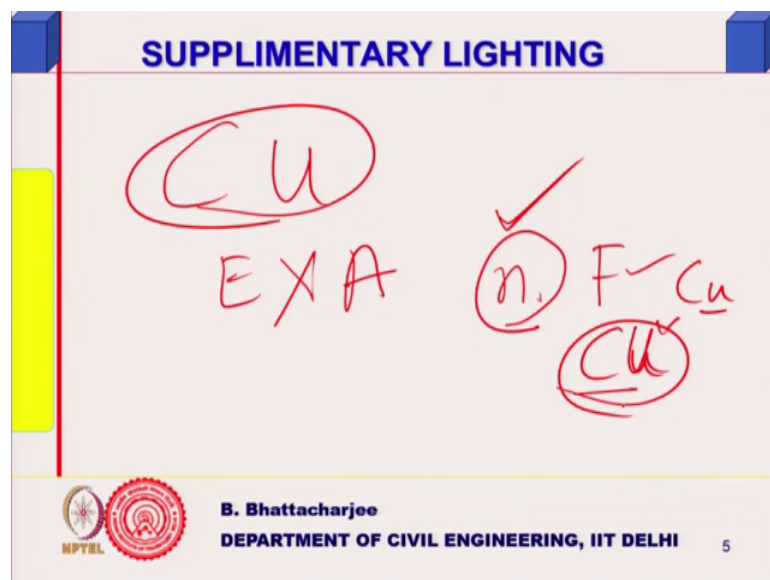 SUPPLIMENTARY LIGHTING
Cu
E X A n. F Cu
Cu
NPTEL
B. Bhattacharjee
DEPARTMENT OF CIVIL ENGINEERING, IIT DELHI 5